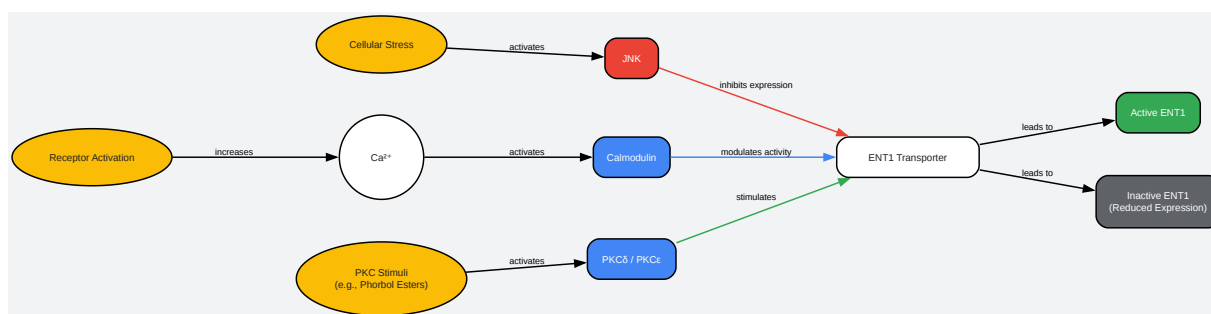 Cellular Stress
activates
JNK
inhibits expression
Receptor Activation
increases
Ca²⁺
activates
Calmodulin
modulates activity
ENT1 Transporter
leads to
Active ENT1
leads to
Inactive ENT1
(Reduced Expression)
stimulates
PKC Stimuli
(e.g., Phorbol Esters)
activates
PKCδ / PKCε